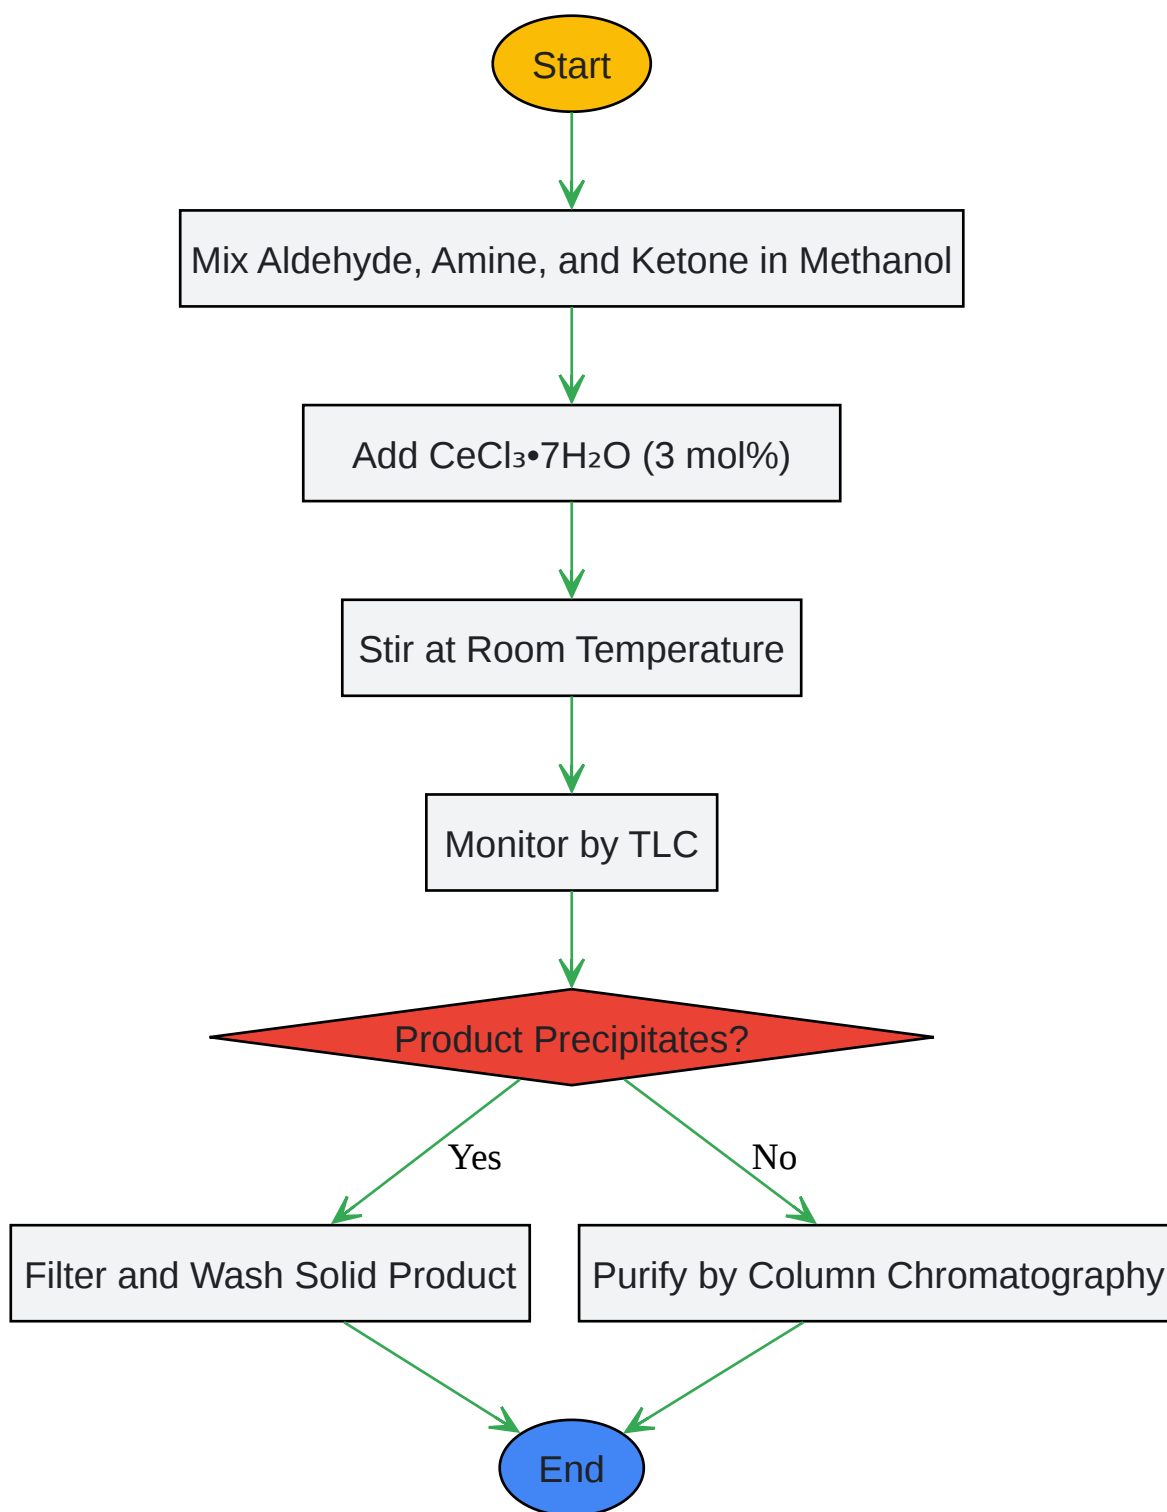 Start
Mix Aldehyde, Amine, and Ketone in Methanol
Add CeCl₃•7H₂O (3 mol%)
Stir at Room Temperature
Monitor by TLC
Product Precipitates?
Yes
No
Filter and Wash Solid Product
Purify by Column Chromatography
End